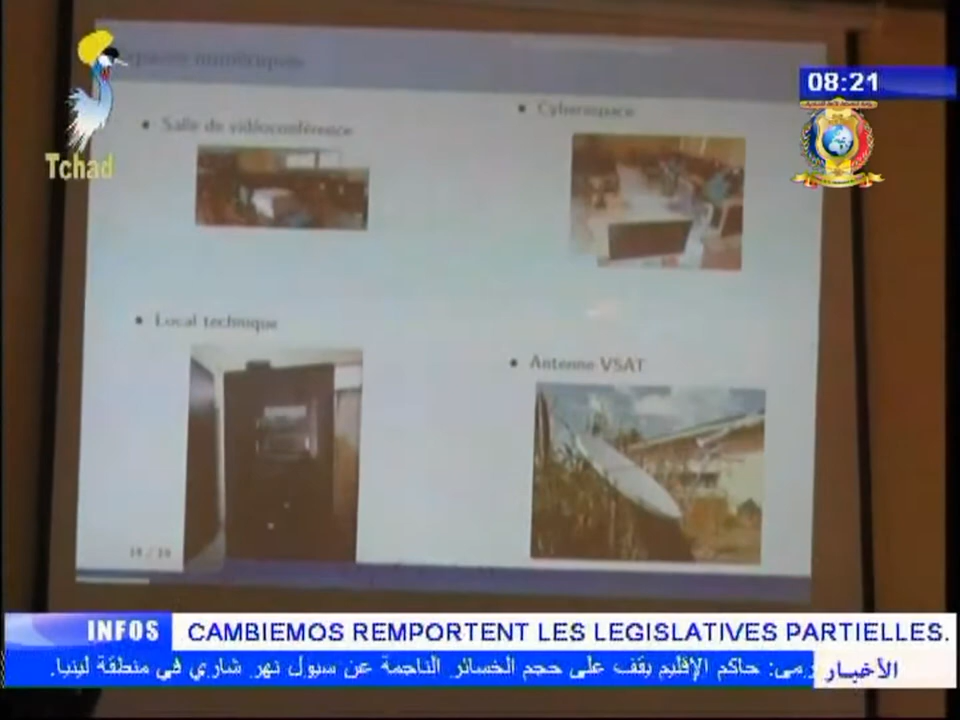 Espaces numériques
08:21
Tchad
• Salle de vidéoconférence
• Cyberespace
• Local technique
• Antenne VSAT
INFOS CAMBIEMOS REMPORTENT LES LEGISLATIVES PARTIELLES.
الأخبار
حاكم الإقليم يقف على حجم الخسائر الناجمة عن سيول نهر شاري في منطقة لينيا.